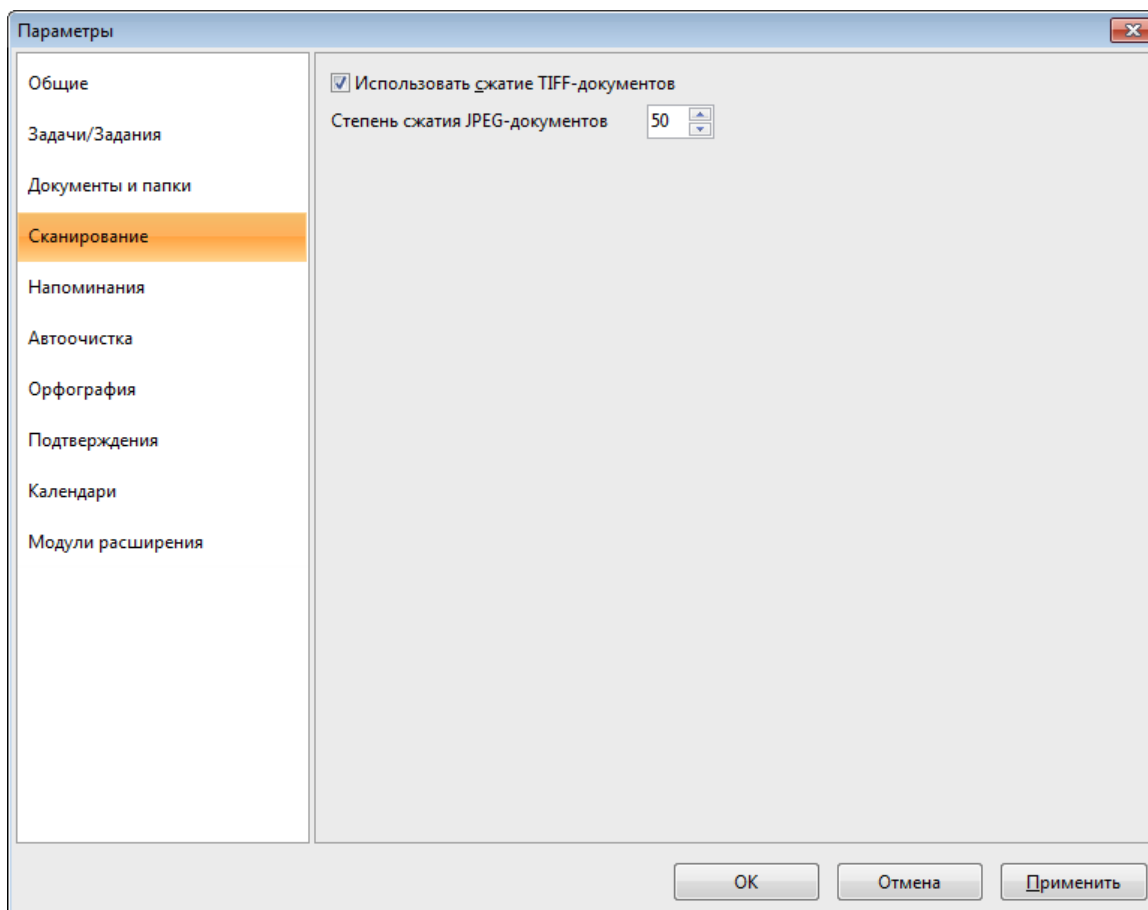 Параметры
Общие
Задачи/Задания
Документы и папки
Сканирование
Напоминания
Автоочистка
Орфография
Подтверждения
Календари
Модули расширения
Использовать сжатие TIFF-документов
Степень сжатия JPEG-документов 50
OK Отмена Применить